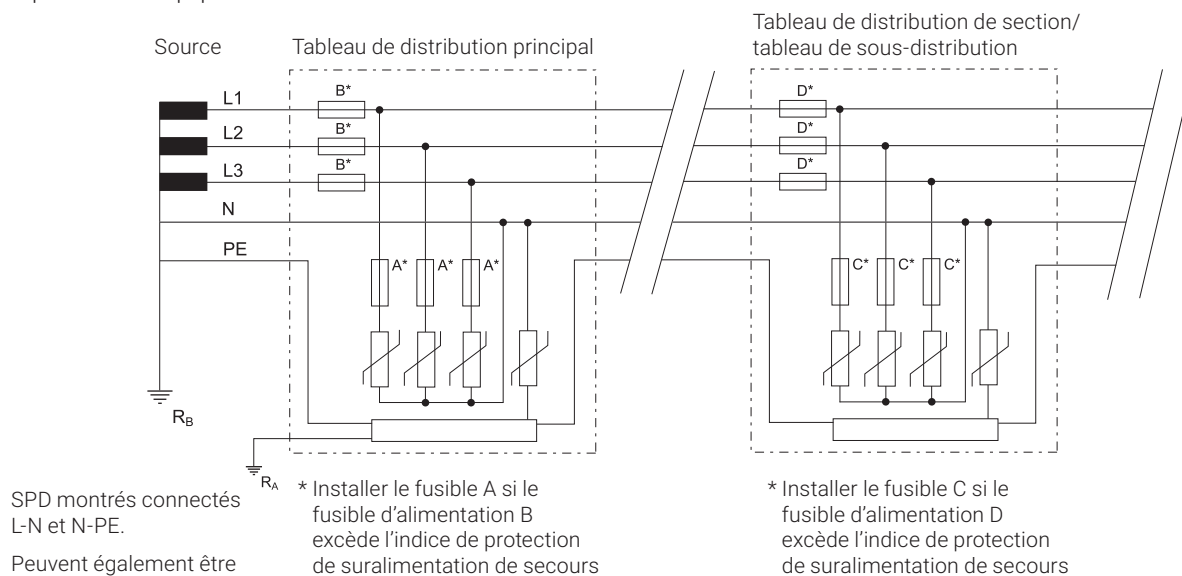 Source
Tableau de distribution principal
Tableau de distribution de section/
tableau de sous-distribution
L1
B*
D*
L2
B*
D*
L3
B*
D*
N
PE
A*
A*
A*
C*
C*
C*
RB
RA
SPD montrés connectés
L-N et N-PE.
Peuvent également être
* Installer le fusible A si le
fusible d'alimentation B
excède l'indice de protection
de suralimentation de secours
* Installer le fusible C si le
fusible d'alimentation D
excède l'indice de protection
de suralimentation de secours